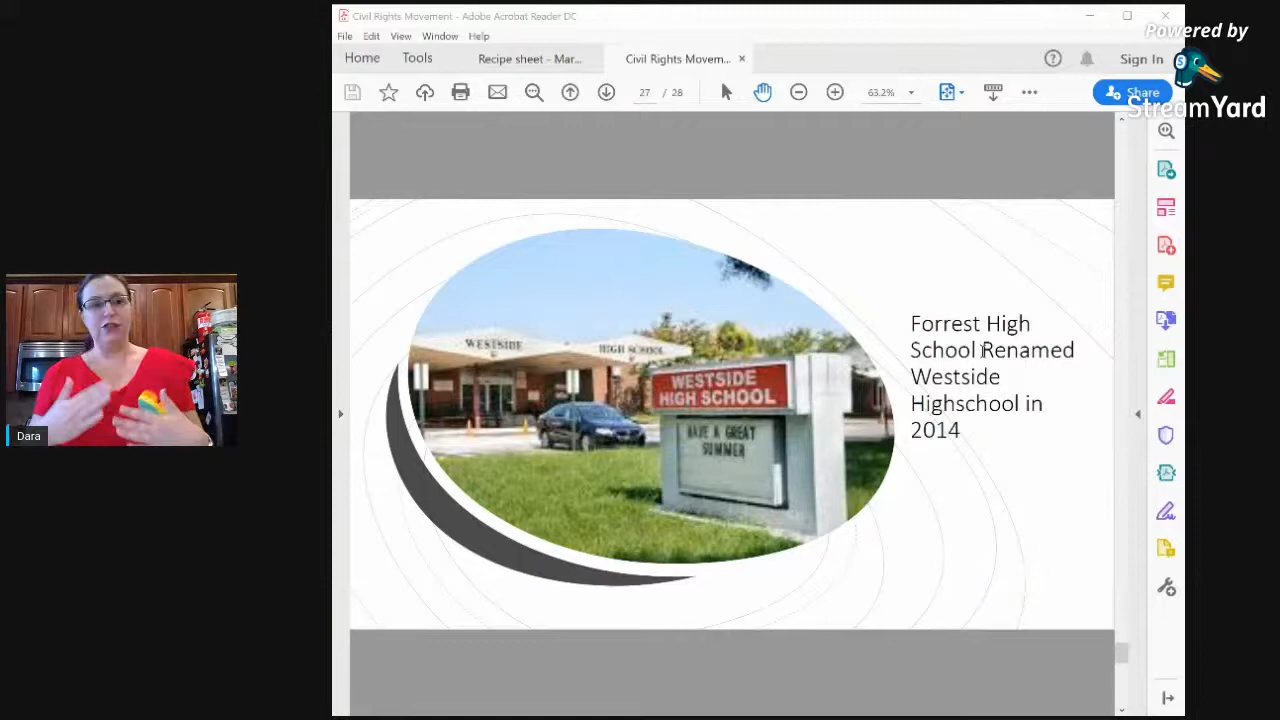 Civil Rights Movement - Adobe Acrobat Reader DC
Powered by
File Edit View Window Help
Home Tools Recipe sheet - Mar... Civil Rights Movem... × Sign In
27 / 28 63.2% Share
StreamYard
WESTSIDE HIGH SCHOOL
WESTSIDE
HIGH SCHOOL
HAVE A GREAT
SUMMER
Forrest High
School Renamed
Westside
Highschool in
2014
Dara